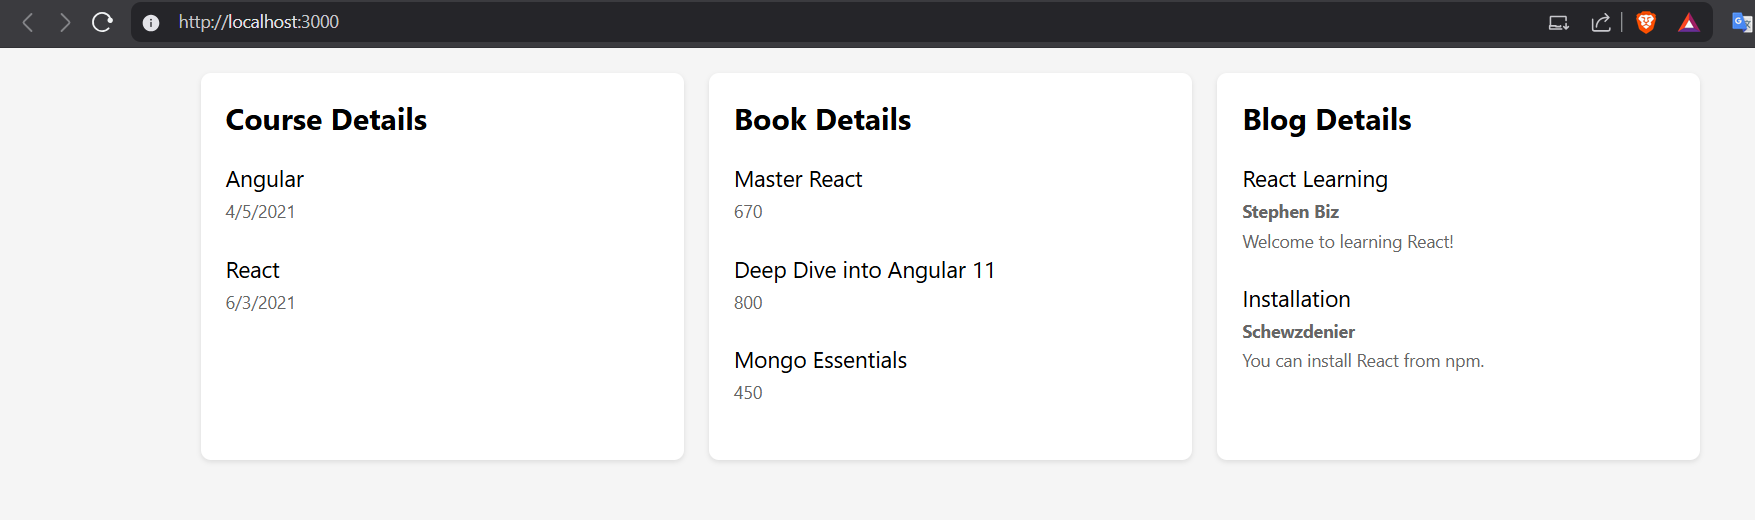 http://localhost:3000
Course Details
Angular
4/5/2021
React
6/3/2021
Book Details
Master React
670
Deep Dive into Angular 11
800
Mongo Essentials
450
Blog Details
React Learning
Stephen Biz
Welcome to learning React!
Installation
Schewzdenier
You can install React from npm.